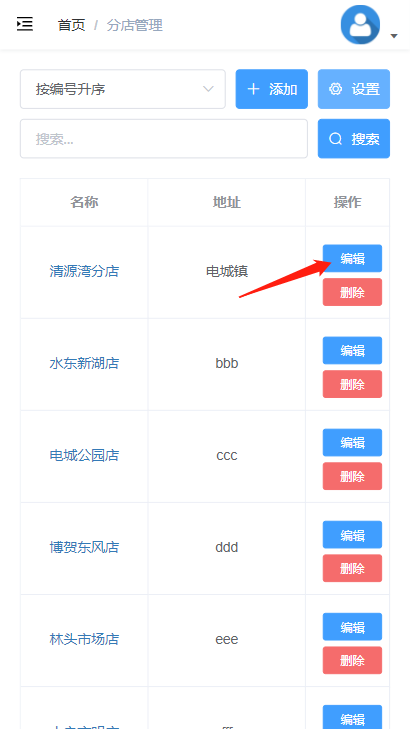 首页 / 分店管理
按编号升序
添加
设置
搜索...
搜索
名称 地址 操作
清源湾分店 电城镇 编辑
删除
水东新湖店 bbb 编辑
删除
电城公园店 ccc 编辑
删除
博贺东风店 ddd 编辑
删除
林头市场店 eee 编辑
删除
编辑